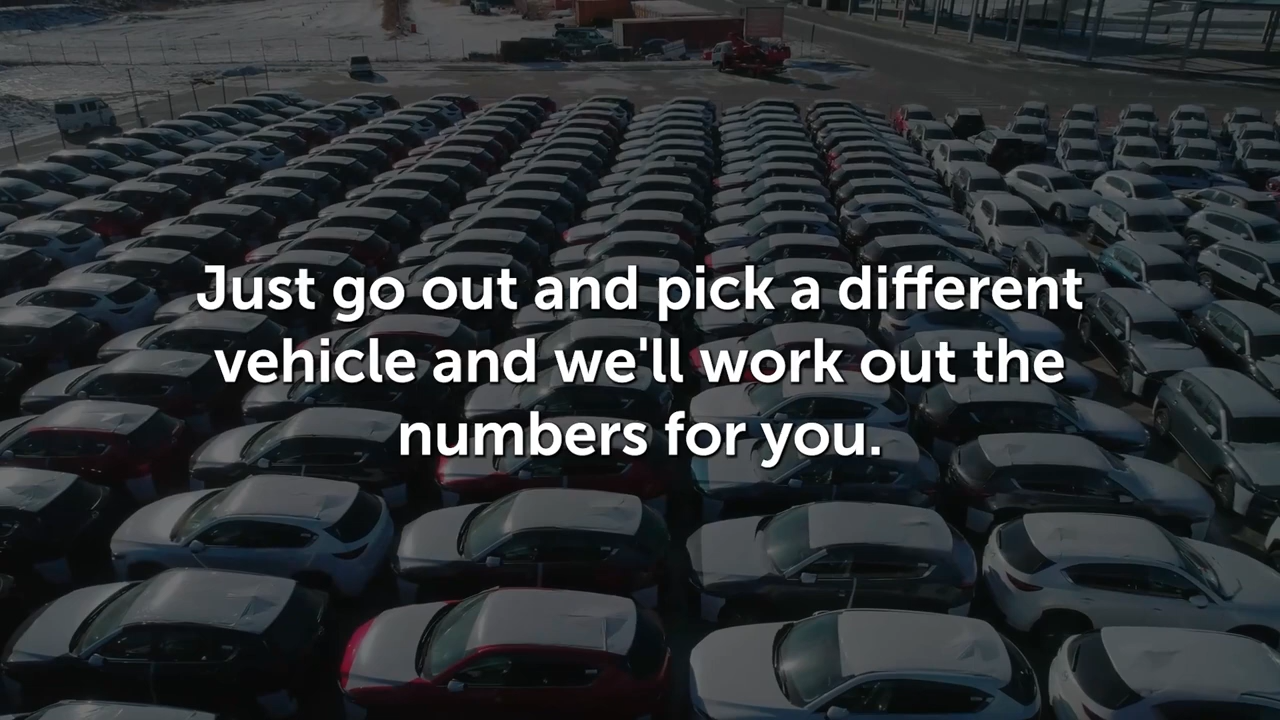 Just go out and pick a different
vehicle and we'll work out the
numbers for you.